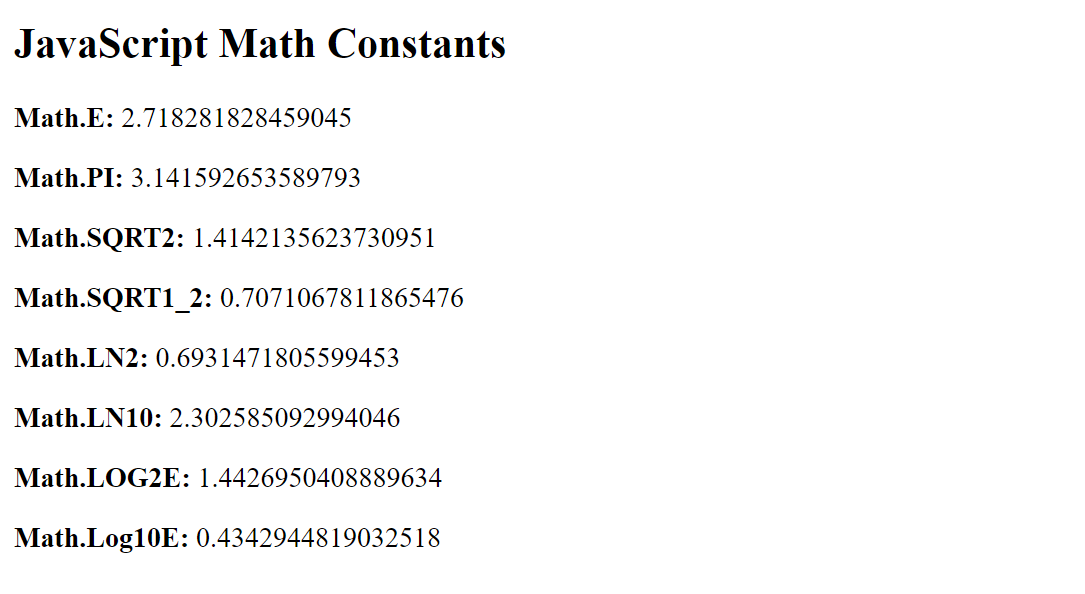 JavaScript Math Constants
Math.E: 2.718281828459045
Math.PI: 3.141592653589793
Math.SQRT2: 1.4142135623730951
Math.SQRT1_2: 0.7071067811865476
Math.LN2: 0.6931471805599453
Math.LN10: 2.302585092994046
Math.LOG2E: 1.4426950408889634
Math.Log10E: 0.4342944819032518